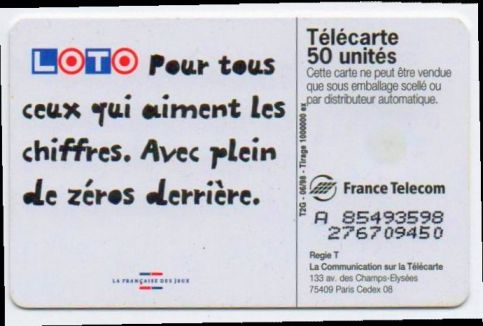 LOTO Pour tous
ceux qui aiment les
chiffres. Avec plein
de zéros derrière.
LA FRANÇAISE DES JEUX
T2G - 06/98 - Tirage 1000000 ex
Télécarte
50 unités
Cette carte ne peut être vendue
que sous emballage scellé ou
par distributeur automatique.
France Telecom
A 85493598
276709450
Regie T
La Communication sur la Télécarte
133 av. des Champs-Elysées
75409 Paris Cedex 08